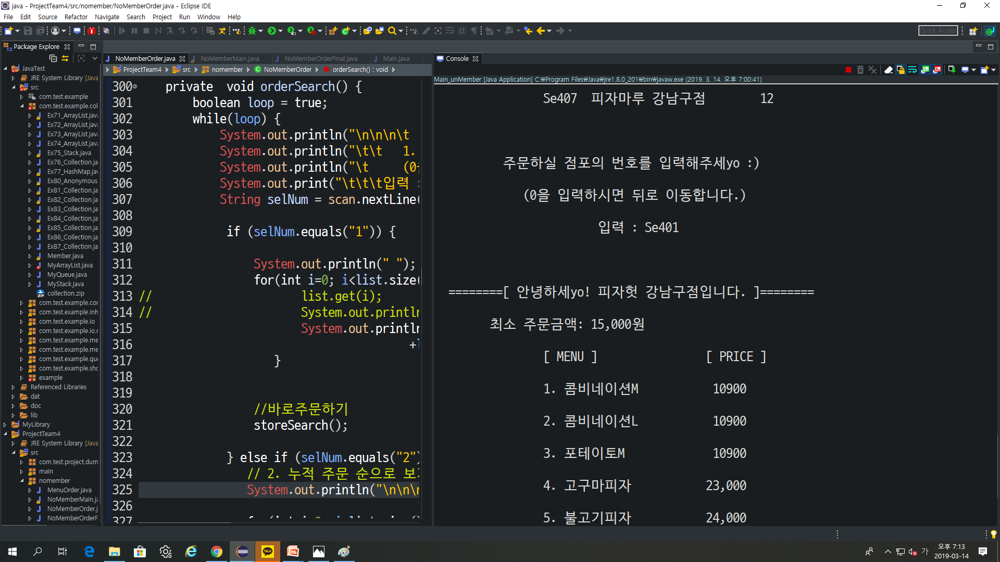 java - ProjectTeam4/src/nomember/NoMemberOrder.java - Eclipse IDE
File Edit Source Refactor Navigate Search Project Run Window Help
Quick Access
Package Explore
JavaTest
JRE System Library [Java
src
com.test.example
com.test.example.col
Ex71_ArrayList.java
Ex72_ArrayList.java
Ex73_ArrayList.java
Ex74_ArrayList.java
Ex75_Stack.java
Ex76_Collection.java
Ex77_HashMap.jav
Ex80_Anonymous
Ex81_Collection.ja
Ex82_Collection.ja
Ex83_Collection.ja
Ex84_Collection.ja
Ex85_Collection.ja
Ex86_Collection.ja
Ex87_Collection.ja
Member.java
MyArrayList.java
MyQueue.java
MyStack.java
collection.zip
com.test.example.cor
com.test.example.inh
com.test.example.io
com.test.example.io.r
com.test.example.me
com.test.example.me
com.test.example.que
com.test.example.shc
example
Referenced Libraries
dat
doc
lib
MyLibrary
ProjectTeam4
JRE System Library [Java
src
com.test.project.dum
main
nomember
MenuOrder.java
NoMemberMain.ja
NoMemberOrder.j
NoMemberOrderF
NoMemberOrder.java NoMemberMain.java NoMemberOrderFinal.java Main.java
ProjectTeam4 src nomember NoMemberOrder orderSearch() : void
300 private void orderSearch() {
301 boolean loop = true;
302 while(loop) {
303 System.out.println("\n\n\n\t
304 System.out.println("\t\t 1.
305 System.out.println("\t (0
306 System.out.print("\t\t\t입력 :
307 String selNum = scan.nextLine(
308
309 if (selNum.equals("1")) {
310
311 System.out.println(" ");
312 for(int i=0; i<list.size(
313 // list.get(i);
314 // System.out.println
315 System.out.println
316 +l
317 }
318
319
320 //바로주문하기
321 storeSearch();
322
323 } else if (selNum.equals("2")
324 // 2. 누적 주문 순으로 보
325 System.out.println("\n\n\n
326
327
Console
Main_unMember [Java Application] C:₩Program Files₩Java₩jre1.8.0_201₩bin₩javaw.exe (2019. 3. 14. 오후 7:00:41)
Se407 피자마루 강남구점 12
주문하실 점포의 번호를 입력해주세yo :)
(0을 입력하시면 뒤로 이동합니다.)
입력 : Se401
========[ 안녕하세yo! 피자헛 강남구점입니다. ]========
최소 주문금액: 15,000원
[ MENU ] [ PRICE ]
1. 콤비네이션M 10900
2. 콤비네이션L 10900
3. 포테이토M 10900
4. 고구마피자 23,000
5. 불고기피자 24,000
TALK
가
오후 7:13
2019-03-14